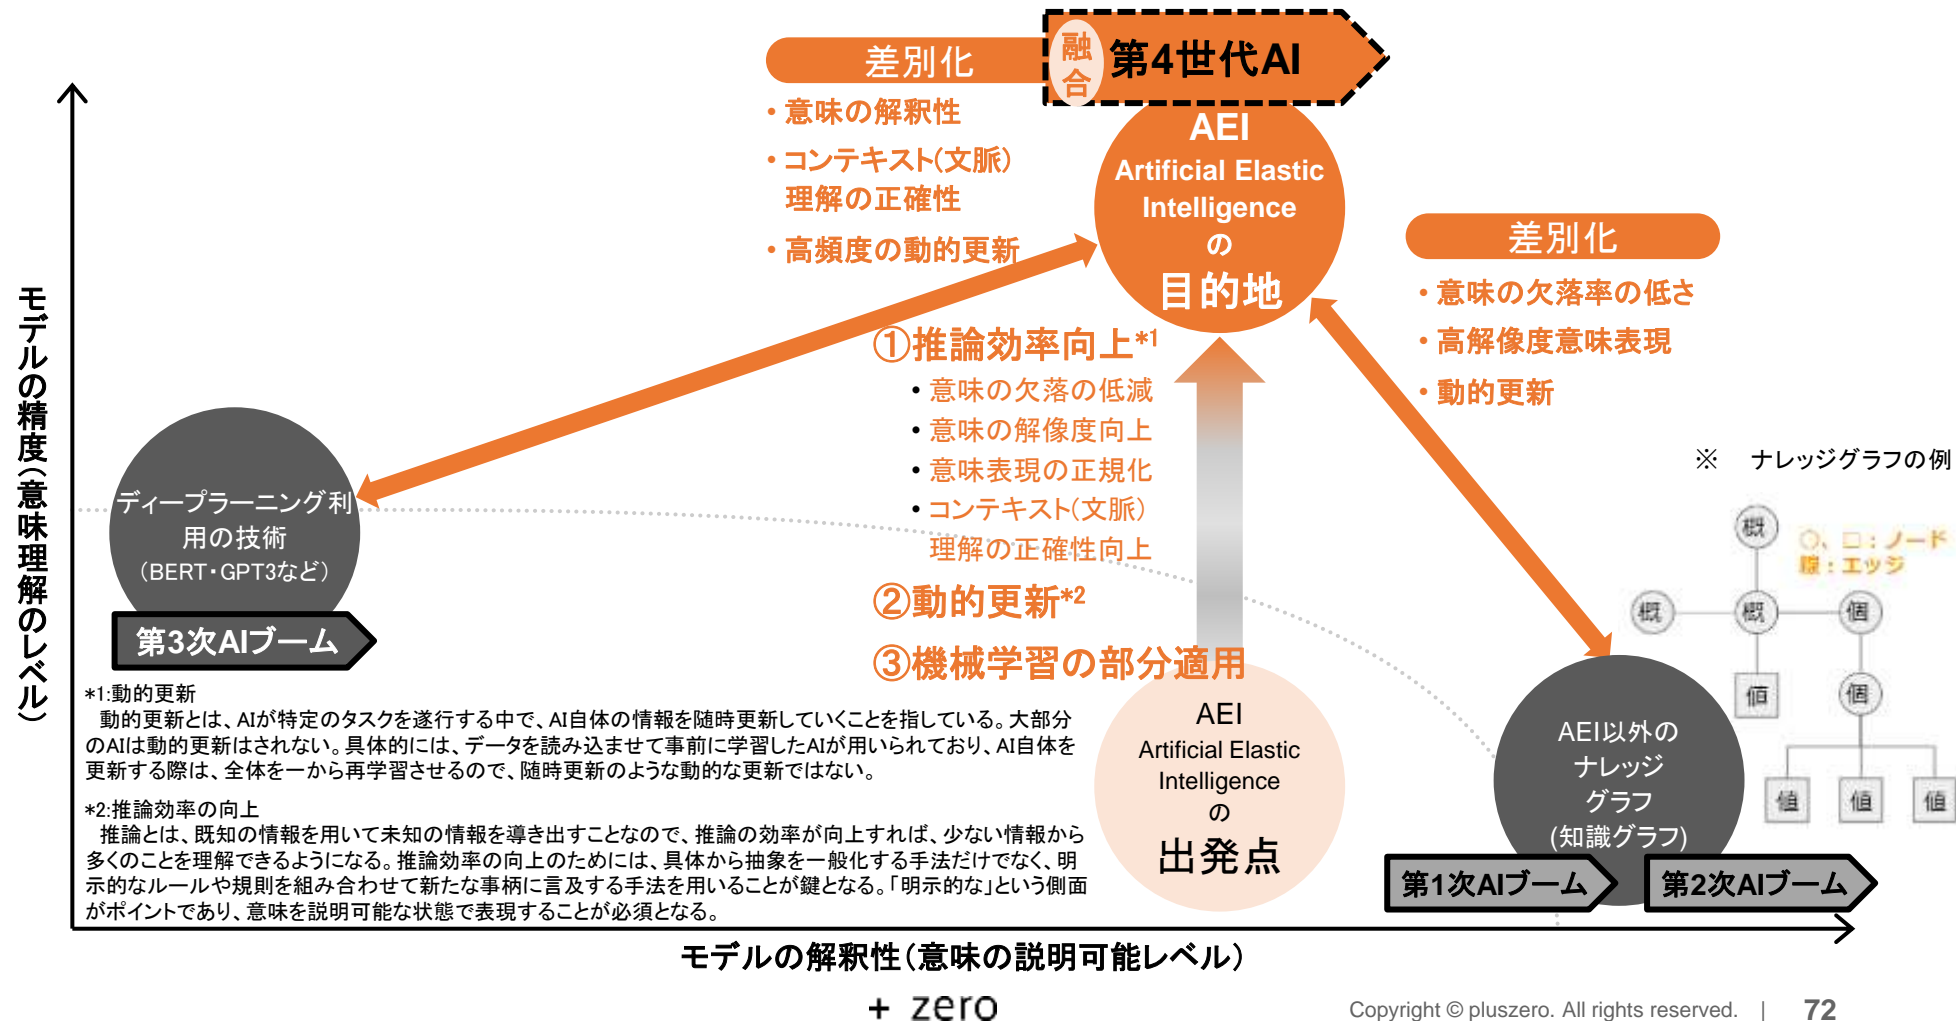 差別化
融合
第4世代AI
・意味の解釈性
・コンテキスト(文脈)
理解の正確性
・高頻度の動的更新
AEI
Artificial Elastic
Intelligence
の
目的地
差別化
・意味の欠落率の低さ
・高解像度意味表現
・動的更新
モデルの精度(意味理解のレベル)
①推論効率向上*1
• 意味の欠落の低減
• 意味の解像度向上
• 意味表現の正規化
• コンテキスト(文脈)
理解の正確性向上
②動的更新*2
③機械学習の部分適用
ディープラーニング利
用の技術
(BERT・GPT3など)
第3次AIブーム
※ ナレッジグラフの例
概
〇、□:ノード
線:エッジ
概
概
個
値
個
値
値
値
*1:動的更新
動的更新とは、AIが特定のタスクを遂行する中で、AI自体の情報を随時更新していくことを指している。大部分
のAIは動的更新はされない。具体的には、データを読み込ませて事前に学習したAIが用いられており、AI自体を
更新する際は、全体を一から再学習させるので、随時更新のような動的な更新ではない。
*2:推論効率の向上
推論とは、既知の情報を用いて未知の情報を導き出すことなので、推論の効率が向上すれば、少ない情報から
多くのことを理解できるようになる。推論効率の向上のためには、具体から抽象を一般化する手法だけでなく、明
示的なルールや規則を組み合わせて新たな事柄に言及する手法を用いることが鍵となる。「明示的な」という側面
がポイントであり、意味を説明可能な状態で表現することが必須となる。
AEI
Artificial Elastic
Intelligence
の
出発点
AEI以外の
ナレッジ
グラフ
(知識グラフ)
第1次AIブーム
第2次AIブーム
モデルの解釈性(意味の説明可能レベル)
+ zero
Copyright © pluszero. All rights reserved. | 72